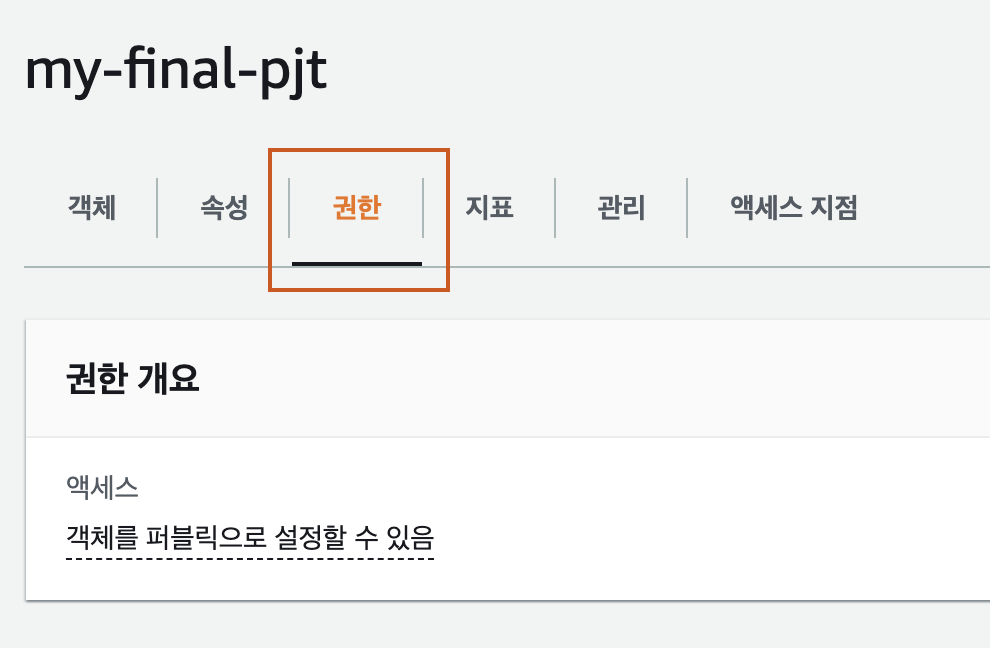 my-final-pjt
객체 속성 권한 지표 관리 액세스 지점
권한 개요
액세스
객체를 퍼블릭으로 설정할 수 있음